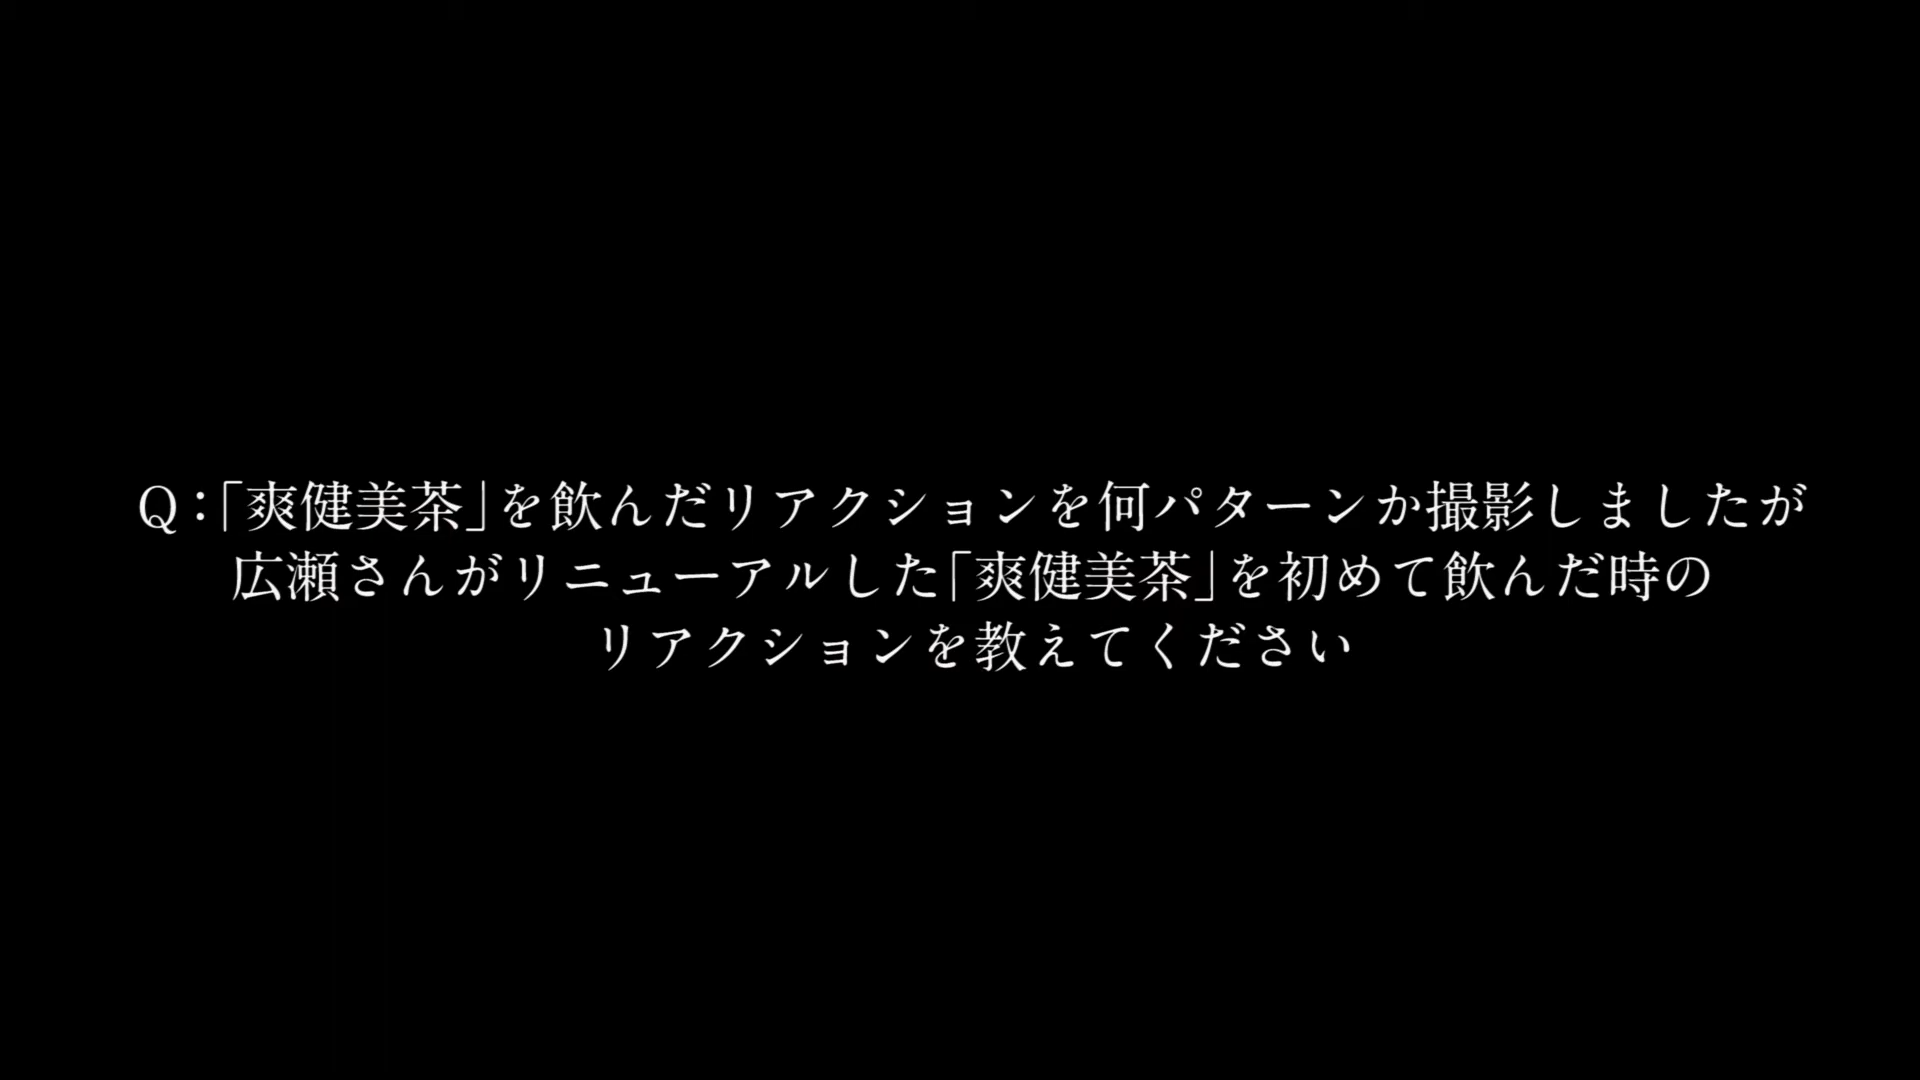 Q:「爽健美茶」を飲んだリアクションを何パターンか撮影しましたが
広瀬さんがリニューアルした「爽健美茶」を初めて飲んだ時の
リアクションを教えてください